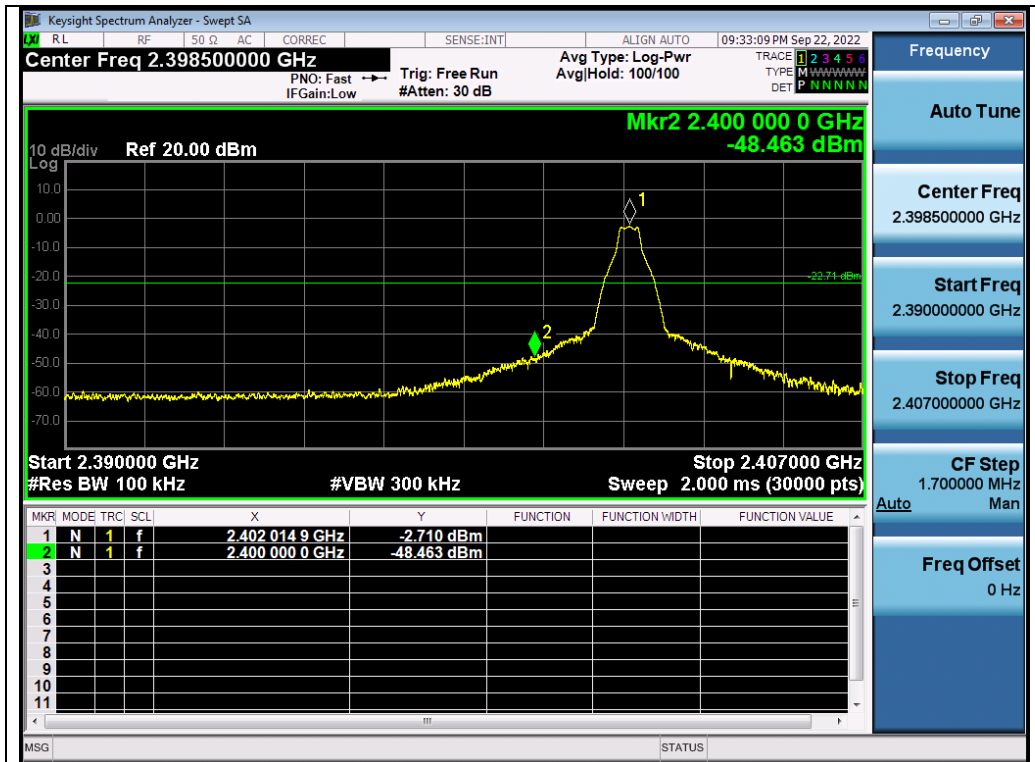 Keysight Spectrum Analyzer - Swept SA
LXI RL RF 50 Ω AC CORREC SENSE:INT ALIGN AUTO 09:33:09 PM Sep 22, 2022
Center Freq 2.398500000 GHz
PNO: Fast
IFGain:Low
Trig: Free Run
#Atten: 30 dB
Avg Type: Log-Pwr
Avg|Hold: 100/100
TRACE 1 2 3 4 5 6
TYPE M WWWWW
DET P N N N N N
Mkr2 2.400 000 0 GHz
-48.463 dBm
10 dB/div Ref 20.00 dBm
Log
10.0
0.00
-10.0
-20.0
-30.0
-40.0
-50.0
-60.0
-70.0
1
-22.71 dBm
2
Start 2.390000 GHz Stop 2.407000 GHz
#Res BW 100 kHz #VBW 300 kHz Sweep 2.000 ms (30000 pts)
MKR MODE TRC SCL X Y FUNCTION FUNCTION WIDTH FUNCTION VALUE
1 N 1 f 2.402 014 9 GHz -2.710 dBm
2 N 1 f 2.400 000 0 GHz -48.463 dBm
3
4
5
6
7
8
9
10
11
MSG STATUS
Frequency
Auto Tune
Center Freq
2.398500000 GHz
Start Freq
2.390000000 GHz
Stop Freq
2.407000000 GHz
CF Step
1.700000 MHz
Auto Man
Freq Offset
0 Hz